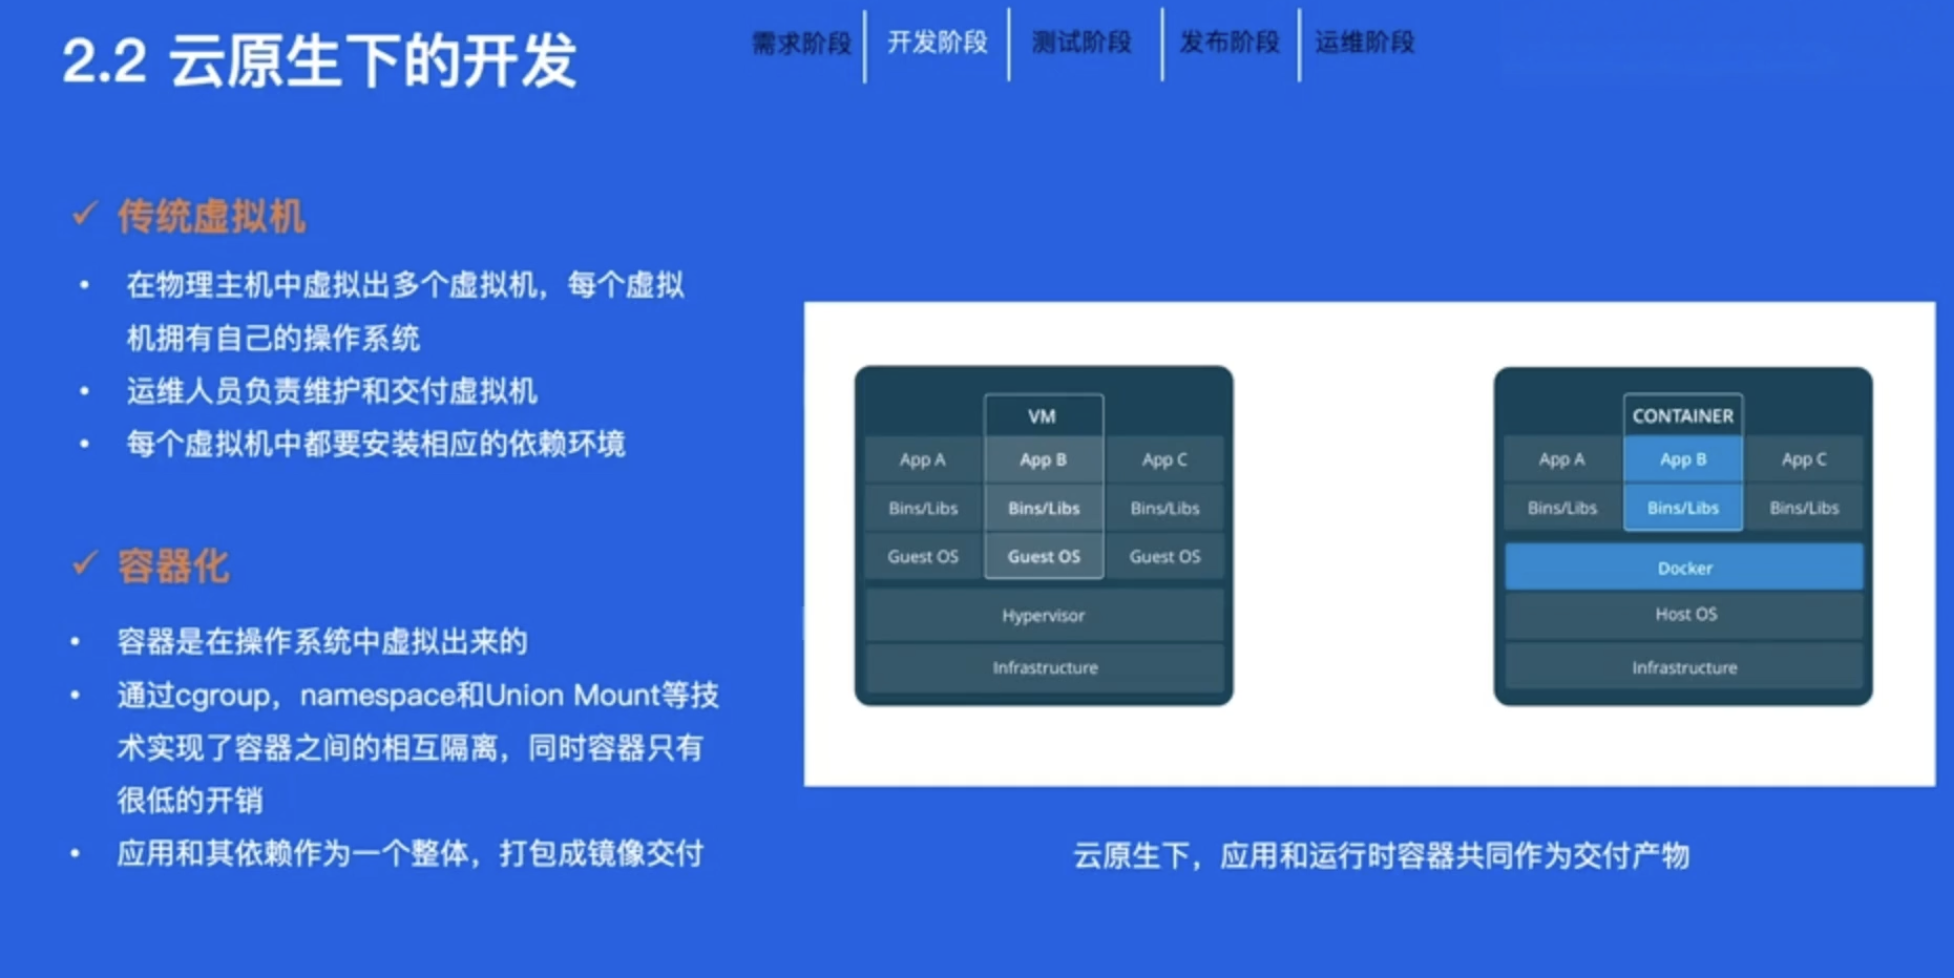 2.2 云原生下的开发
需求阶段
开发阶段
测试阶段
发布阶段
运维阶段
✓ 传统虚拟机
• 在物理主机中虚拟出多个虚拟机，每个虚拟
机拥有自己的操作系统
• 运维人员负责维护和交付虚拟机
• 每个虚拟机中都要安装相应的依赖环境
✓ 容器化
• 容器是在操作系统中虚拟出来的
• 通过cgroup，namespace和Union Mount等技
术实现了容器之间的相互隔离，同时容器只有
很低的开销
• 应用和其依赖作为一个整体，打包成镜像交付
VM
App A
App B
App C
Bins/Libs
Bins/Libs
Bins/Libs
Guest OS
Guest OS
Guest OS
Hypervisor
Infrastructure
CONTAINER
App A
App B
App C
Bins/Libs
Bins/Libs
Bins/Libs
Docker
Host OS
Infrastructure
云原生下，应用和运行时容器共同作为交付产物